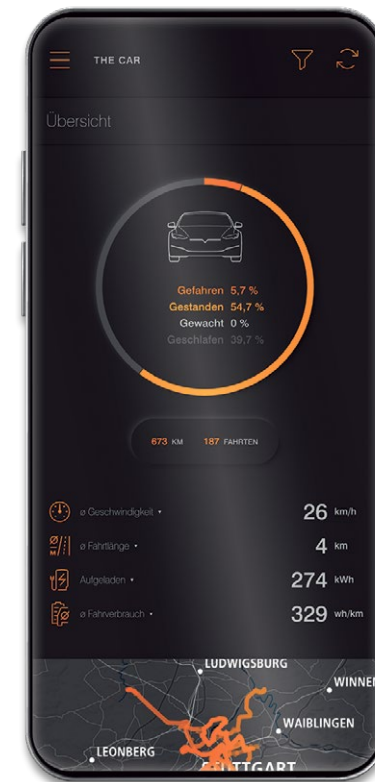 THE CAR
Übersicht
Gefahren 5,7 %
Gestanden 54,7 %
Gewacht 0 %
Geschlafen 39,7 %
673 KM 187 FAHRTEN
ø Geschwindigkeit • 26 km/h
ø Fahrtlänge • 4 km
Aufgeladen • 274 kWh
ø Fahrverbrauch • 329 wh/km
LUDWIGSBURG
WINNEN
WAIBLINGEN
LEONBERG
STUTTGART